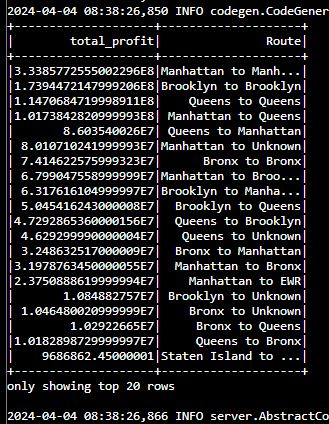 2024-04-04 08:38:26,850 INFO codegen.CodeGener
+--------------------+--------------------+
|        total_profit|               Route|
+--------------------+--------------------+
|3.3385772555002296E8|Manhattan to Manh...|
|1.7394472147999206E8|Brooklyn to Brooklyn|
|1.1470684719998911E8|    Queens to Queens|
|1.0173842820999993E8| Manhattan to Queens|
|       8.603540026E7| Queens to Manhattan|
| 8.010710241999993E7|Manhattan to Unknown|
| 7.414622575999323E7|      Bronx to Bronx|
| 6.799047558999999E7|Manhattan to Broo...|
| 6.317616104999997E7|Brooklyn to Manha...|
| 5.045416243000008E7|  Brooklyn to Queens|
|4.7292865360000156E7|  Queens to Brooklyn|
| 4.629299990000004E7|   Queens to Unknown|
| 3.248632517000009E7|  Bronx to Manhattan|
|3.1978763450000055E7|  Manhattan to Bronx|
|2.3750888619999994E7|    Manhattan to EWR|
|       1.084882757E7| Brooklyn to Unknown|
| 1.046480020999999E7|    Bronx to Unknown|
|        1.02922665E7|     Bronx to Queens|
|1.0182898729999997E7|     Queens to Bronx|
|   9686862.45000001|Staten Island to ...|
+--------------------+--------------------+
only showing top 20 rows
2024-04-04 08:38:26,866 INFO server.AbstractCo